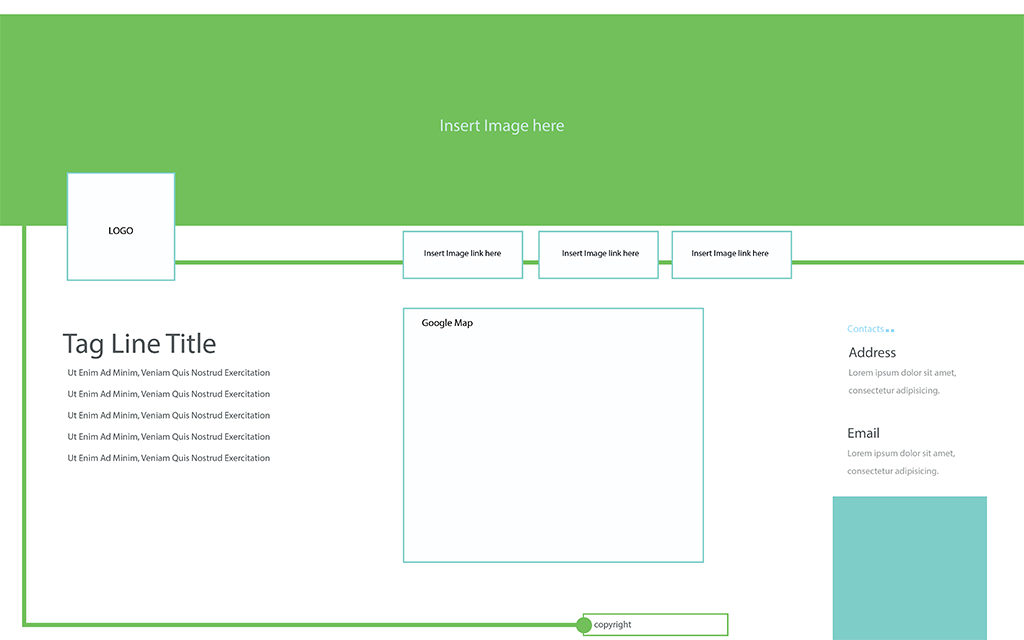 Insert Image here
LOGO
Insert Image link here
Insert Image link here
Insert Image link here
Tag Line Title
Ut Enim Ad Minim, Veniam Quis Nostrud Exercitation
Ut Enim Ad Minim, Veniam Quis Nostrud Exercitation
Ut Enim Ad Minim, Veniam Quis Nostrud Exercitation
Ut Enim Ad Minim, Veniam Quis Nostrud Exercitation
Ut Enim Ad Minim, Veniam Quis Nostrud Exercitation
Google Map
Contacts
Address
Lorem ipsum dolor sit amet,
consectetur adipisicing.
Email
Lorem ipsum dolor sit amet,
consectetur adipisicing.
copyright